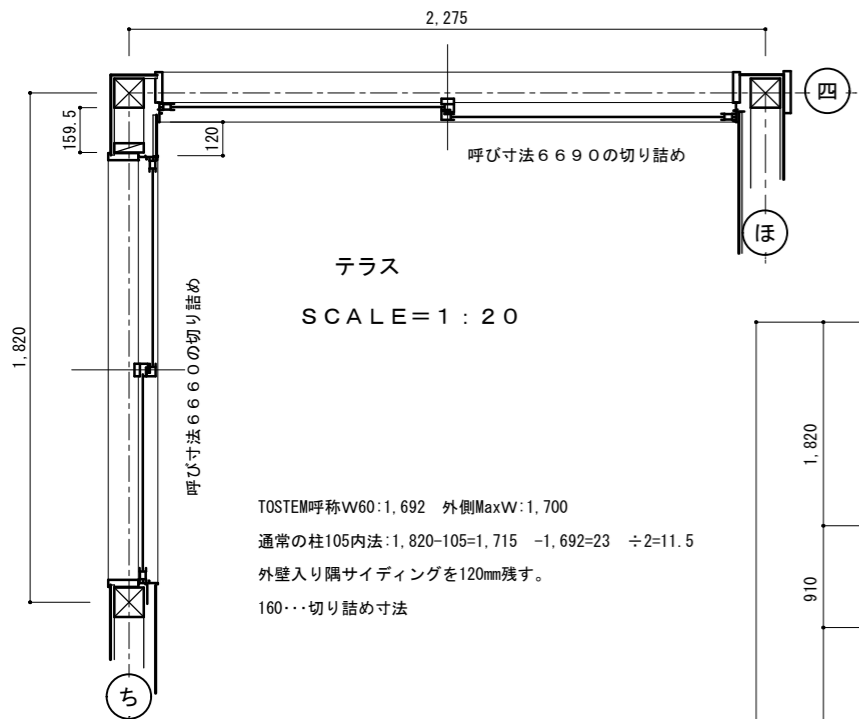 2,275
四
159.5
120
呼び寸法6690の切り詰め
ほ
テラス
SCALE=1：20
1,820
呼び寸法6660の切り詰め
1,820
TOSTEM呼称W60:1,692　外側MaxW:1,700
通常の柱105内法:1,820-105=1,715　-1,692=23　÷2=11.5
外壁入り隅サイディングを120mm残す。
910
160･･･切り詰め寸法
ち